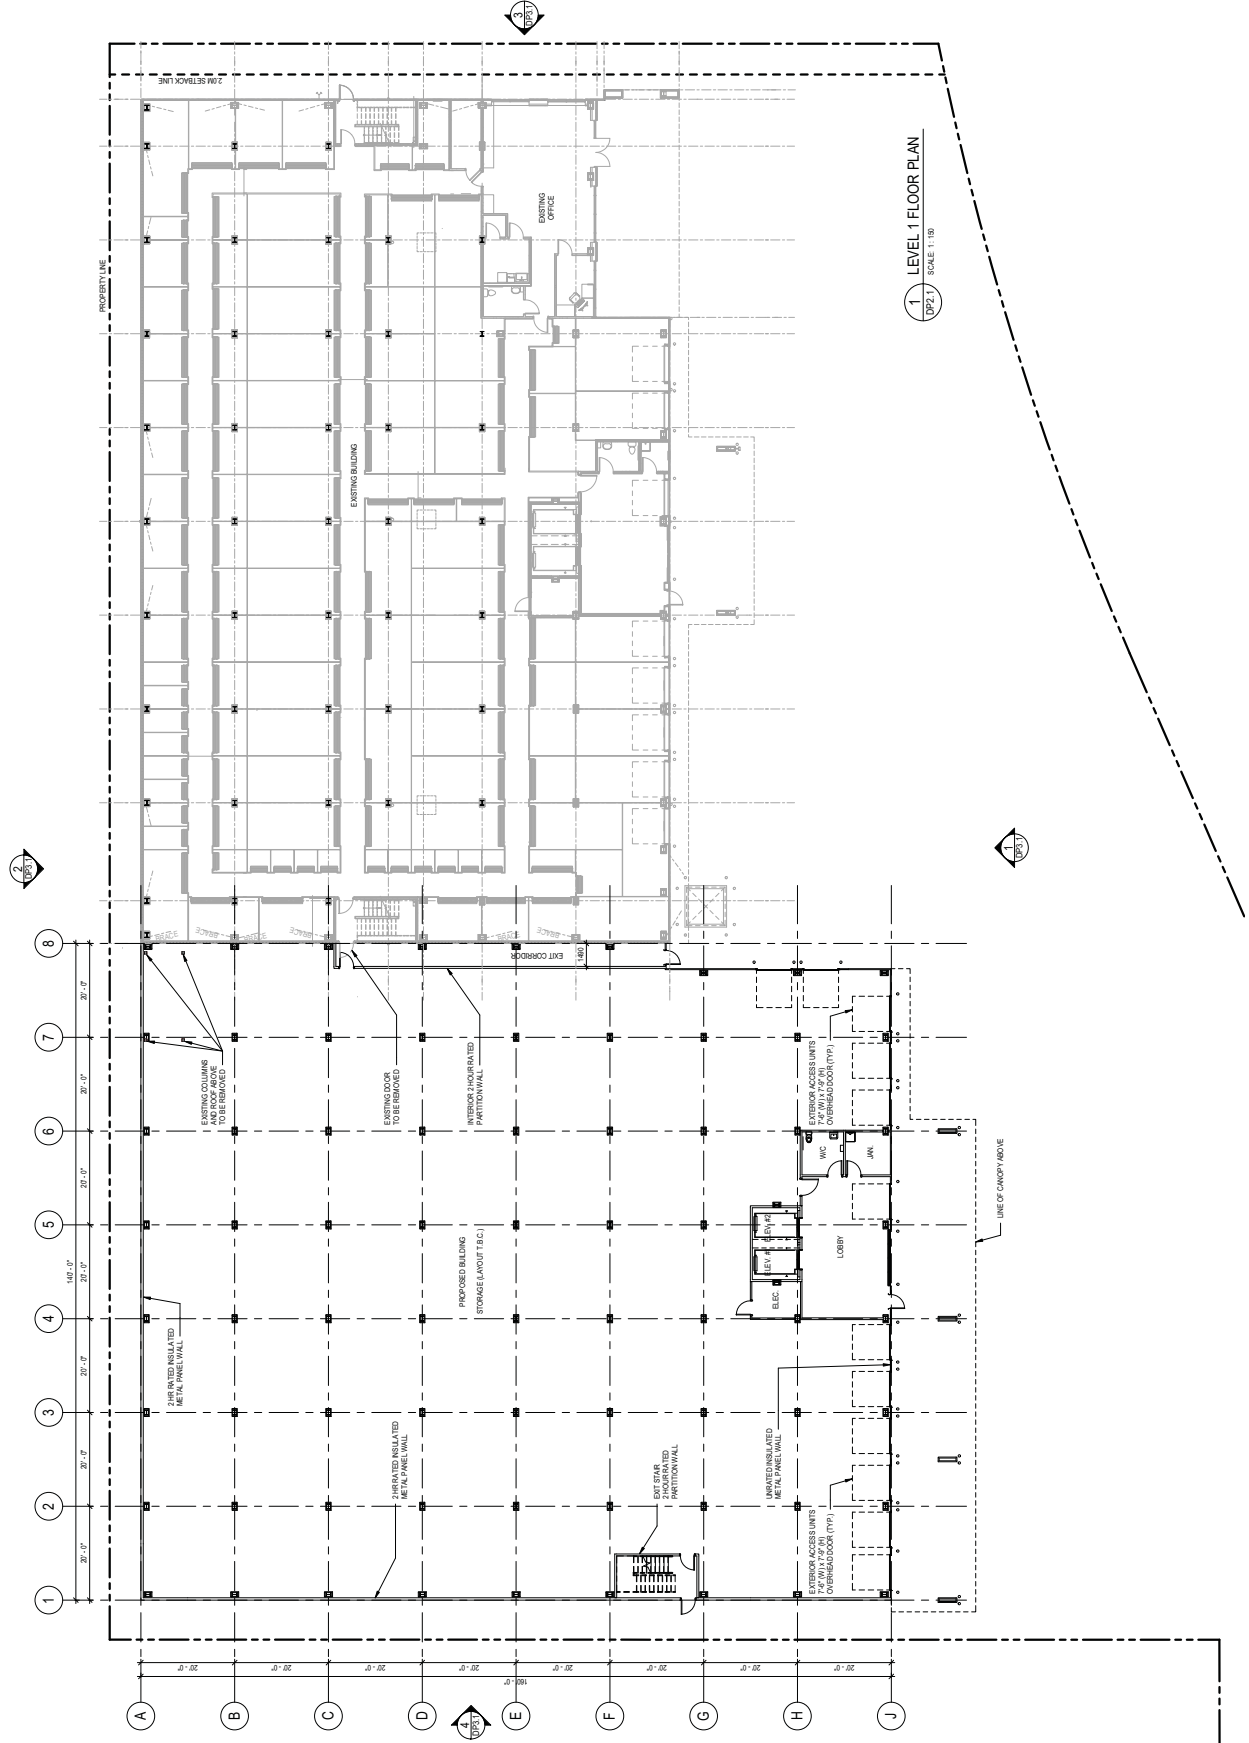 3
DP3.1
2.0M SETBACK LINE
PROPERTY LINE
EXISTING
OFFICE
1
DP2.1
LEVEL 1 FLOOR PLAN
SCALE: 1 : 150
EXISTING BUILDING
2
DP3.1
1
DP3.1
BRACE
BRACE
BRACE
BRACE
BRACE
BRACE
EXIT CORRIDOR
1490
8
7
6
5
4
3
2
1
20' - 0"
20' - 0"
20' - 0"
20' - 0"
20' - 0"
20' - 0"
20' - 0"
140' - 0"
EXISTING COLUMNS
AND ROOF ABOVE
TO BE REMOVED
EXISTING DOOR
TO BE REMOVED
INTERIOR 2 HOUR RATED
PARTITION WALL
EXTERIOR ACCESS UNITS
7'-6" (W) x 7'-9" (H)
OVERHEAD DOOR (TYP.)
W/C
JAN.
LINE OF CANOPY ABOVE
ELEV. #2
ELEV. #
LOBBY
ELEC.
PROPOSED BUILDING
STORAGE (LAYOUT T.B.C.)
2 HR RATED INSULATED
METAL PANEL WALL
2 HR RATED INSULATED
METAL PANEL WALL
EXIT STAIR
2 HOUR RATED
PARTITION WALL
UNRATED INSULATED
METAL PANEL WALL
EXTERIOR ACCESS UNITS
7'-6" (W) x 7'-9" (H)
OVERHEAD DOOR (TYP.)
20' - 0"
20' - 0"
20' - 0"
20' - 0"
20' - 0"
20' - 0"
20' - 0"
20' - 0"
160' - 0"
A
B
C
D
E
F
G
H
J
4
DP3.1